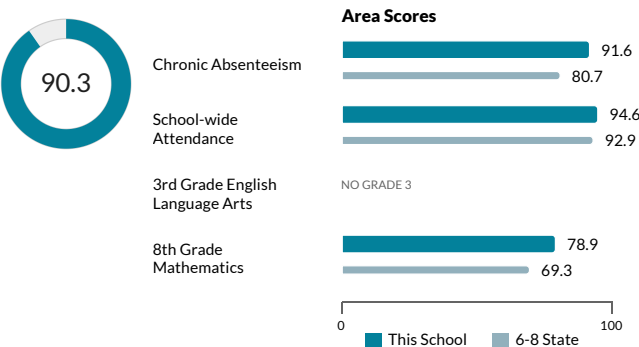 Area Scores
90.3
Chronic Absenteeism
91.6
80.7
School-wide
Attendance
94.6
92.9
3rd Grade English
Language Arts
NO GRADE 3
8th Grade
Mathematics
78.9
69.3
0
100
This School
6-8 State